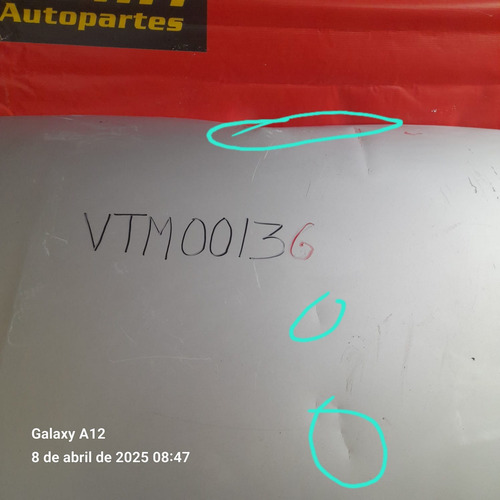 Autopartes
VTM00136
Galaxy A12
8 de abril de 2025 08:47